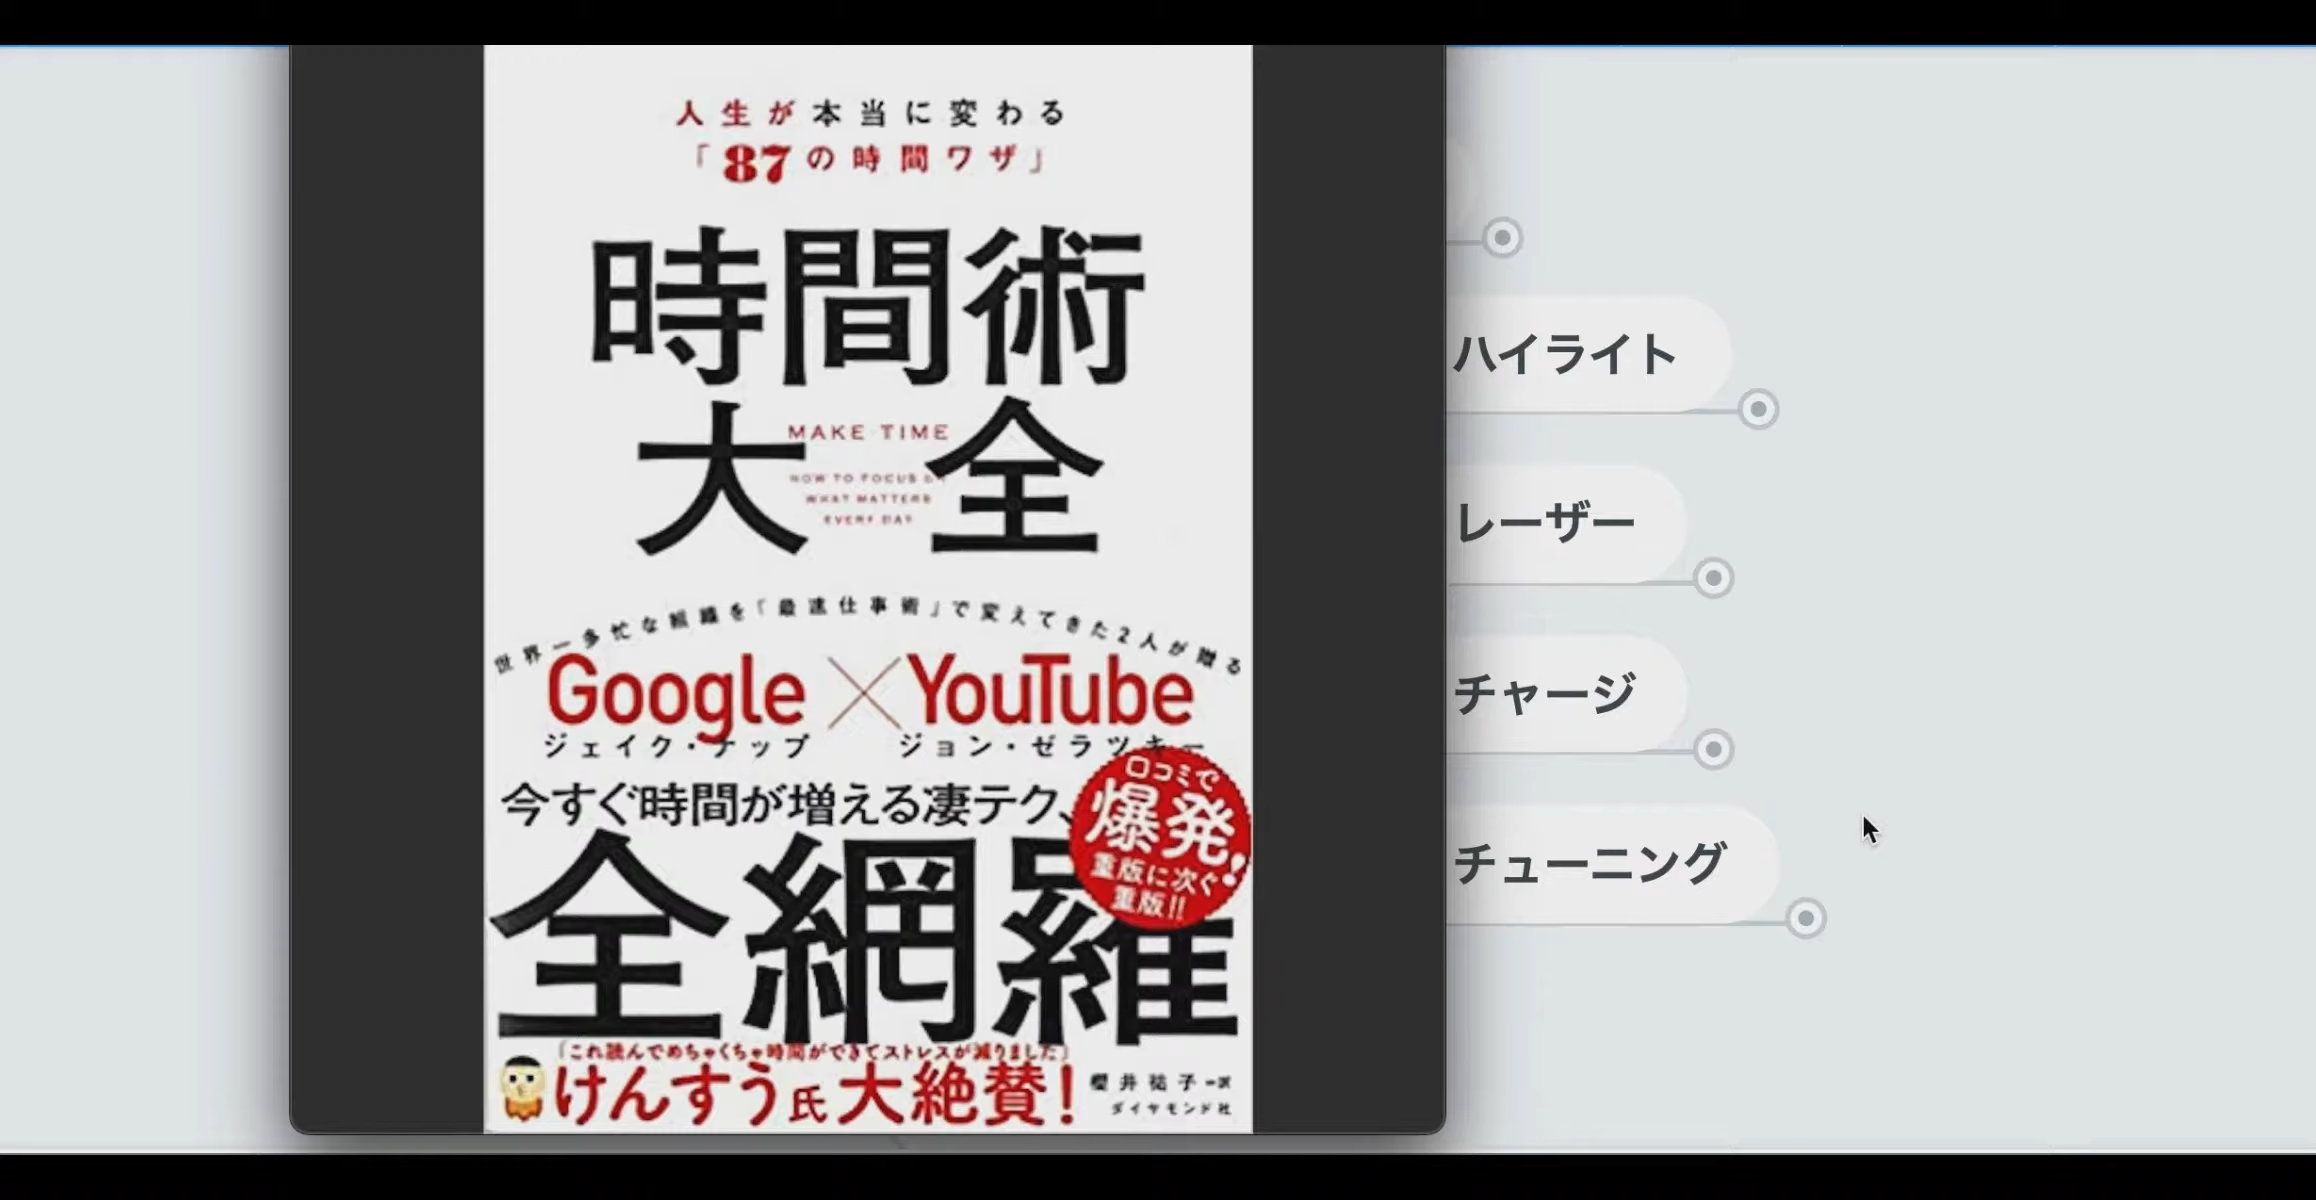 人生が本当に変わる
「87の時間ワザ」
時間術
大全
MAKE TIME
HOW TO FOCUS ON
WHAT MATTERS
EVERY DAY
世界一多忙な組織を「最速仕事術」で変えてきた2人が贈る
Google×YouTube
ジェイク・ナップ
ジョン・ゼラツキー
今すぐ時間が増える凄テク、
全網羅
口コミで
爆発!
重版に次ぐ
重版!!
「これ読んでめちゃくちゃ時間ができてストレスが減りました」
けんすう氏大絶賛!
櫻井祐子=訳
ダイヤモンド社
ハイライト
レーザー
チャージ
チューニング